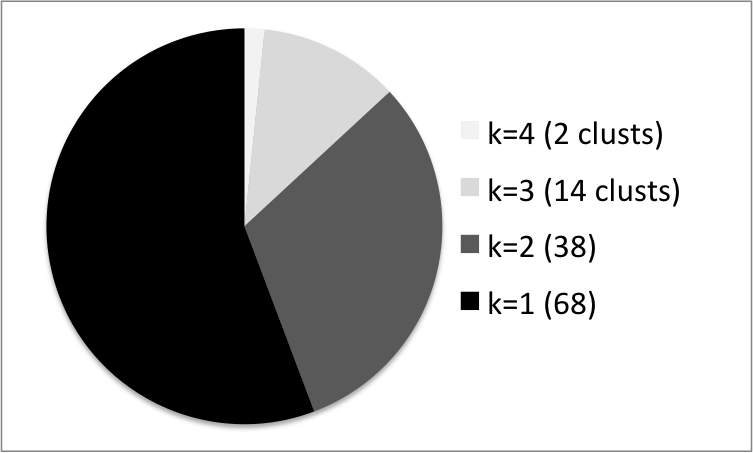 k=4 (2 clusts)
k=3 (14 clusts)
k=2 (38)
k=1 (68)